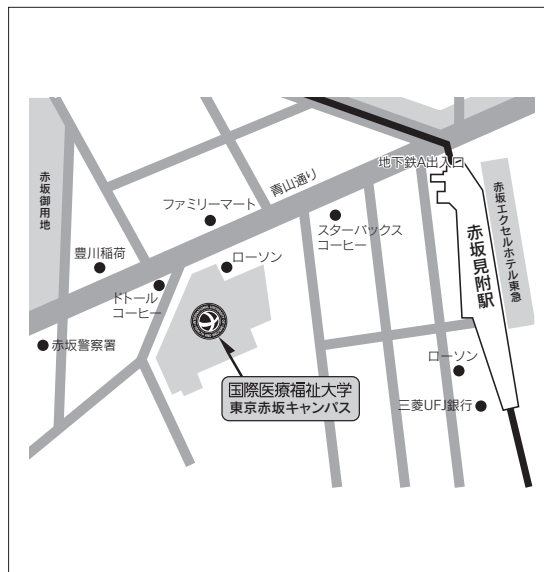 地下鉄A出入口
青山通り
赤坂御用地
ファミリーマート
赤坂エクセルホテル東急
スターバックス
コーヒー
赤坂見附駅
豊川稲荷
ローソン
ドトール
コーヒー
赤坂警察署
ローソン
国際医療福祉大学
東京赤坂キャンパス
三菱UFJ銀行